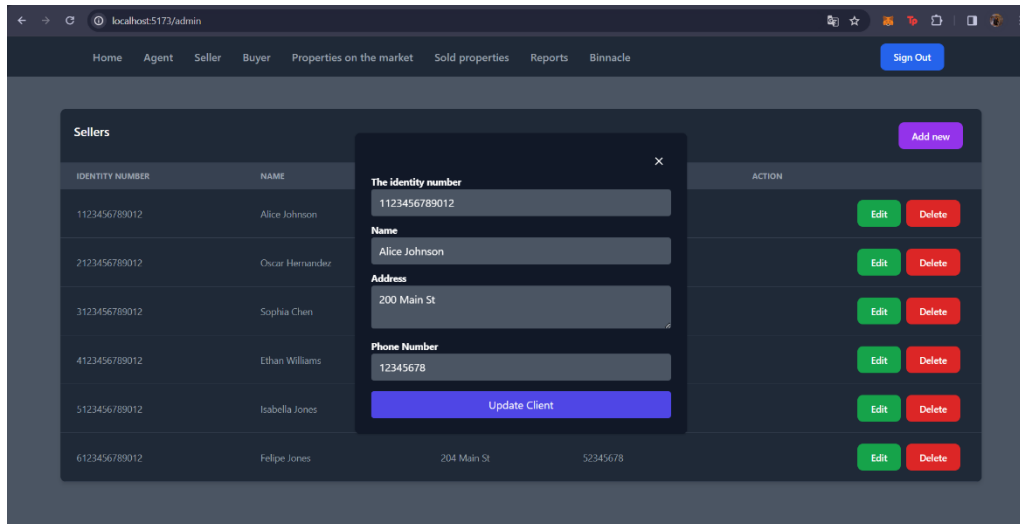 localhost:5173/admin
Home Agent Seller Buyer Properties on the market Sold properties Reports Binnacle Sign Out
Sellers Add new
IDENTITY NUMBER NAME ACTION
The identity number
1123456789012
Name
Alice Johnson
Address
200 Main St
Phone Number
12345678
Update Client
1123456789012 Alice Johnson Edit Delete
2123456789012 Oscar Hernandez Edit Delete
3123456789012 Sophia Chen Edit Delete
4123456789012 Ethan Williams Edit Delete
5123456789012 Isabella Jones Edit Delete
6123456789012 Felipe Jones 204 Main St 52345678 Edit Delete